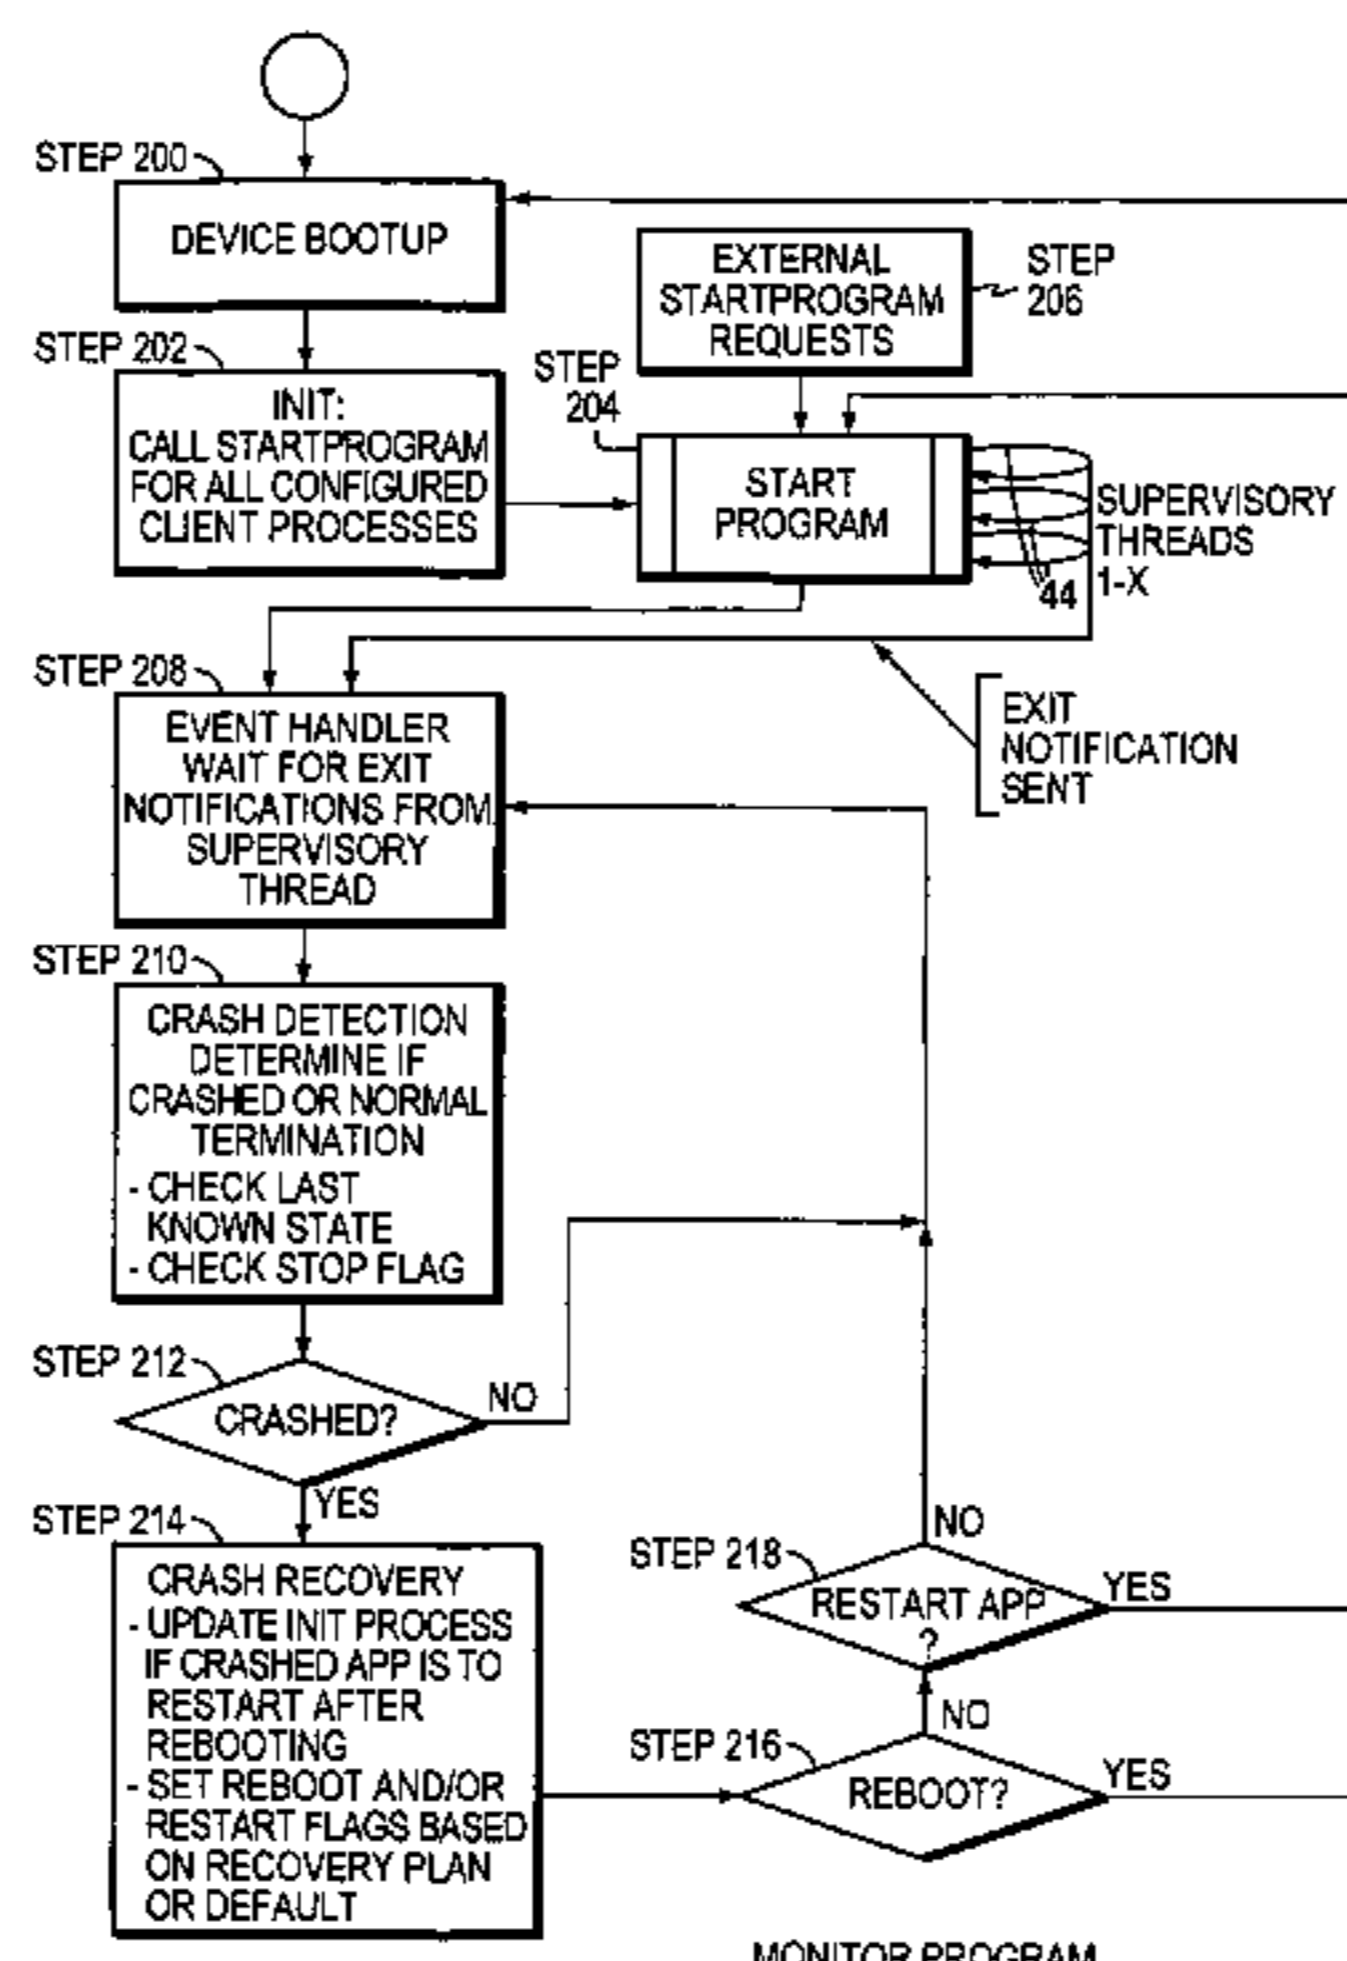 STEP 200
DEVICE BOOTUP
EXTERNAL
STARTPROGRAM
REQUESTS
STEP
206
STEP 202
INIT:
CALL STARTPROGRAM
FOR ALL CONFIGURED
CLIENT PROCESSES
STEP
204
START
PROGRAM
SUPERVISORY
THREADS
1-X
44
STEP 208
EVENT HANDLER
WAIT FOR EXIT
NOTIFICATIONS FROM
SUPERVISORY
THREAD
EXIT
NOTIFICATION
SENT
STEP 210
CRASH DETECTION
DETERMINE IF
CRASHED OR NORMAL
TERMINATION
- CHECK LAST
KNOWN STATE
- CHECK STOP FLAG
STEP 212
CRASHED?
NO
YES
STEP 214
CRASH RECOVERY
- UPDATE INIT PROCESS
IF CRASHED APP IS TO
RESTART AFTER
REBOOTING
- SET REBOOT AND/OR
RESTART FLAGS BASED
ON RECOVERY PLAN
OR DEFAULT
NO
STEP 218
RESTART APP
?
YES
NO
STEP 216
REBOOT?
YES
MONITOR PROGRAM